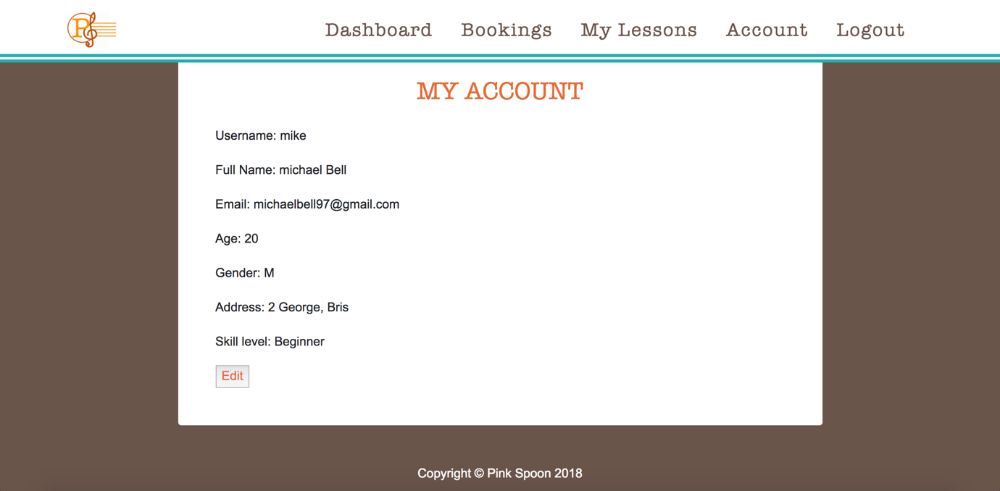 P
Dashboard Bookings My Lessons Account Logout
MY ACCOUNT
Username: mike
Full Name: michael Bell
Email: michaelbell97@gmail.com
Age: 20
Gender: M
Address: 2 George, Bris
Skill level: Beginner
Edit
Copyright © Pink Spoon 2018